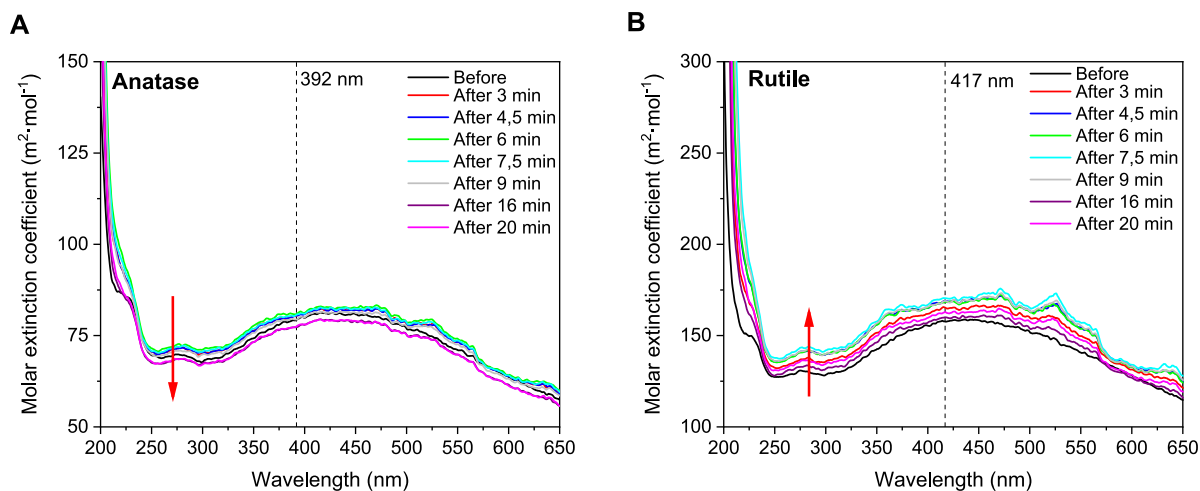 A
Anatase
392 nm
Before
After 3 min
After 4,5 min
After 6 min
After 7,5 min
After 9 min
After 16 min
After 20 min
150
125
100
75
50
Molar extinction coefficient (m²·mol⁻¹)
200 250 300 350 400 450 500 550 600 650
Wavelength (nm)
B
Rutile
417 nm
Before
After 3 min
After 4,5 min
After 6 min
After 7,5 min
After 9 min
After 16 min
After 20 min
300
250
200
150
100
Molar extinction coefficient (m²·mol⁻¹)
200 250 300 350 400 450 500 550 600 650
Wavelength (nm)